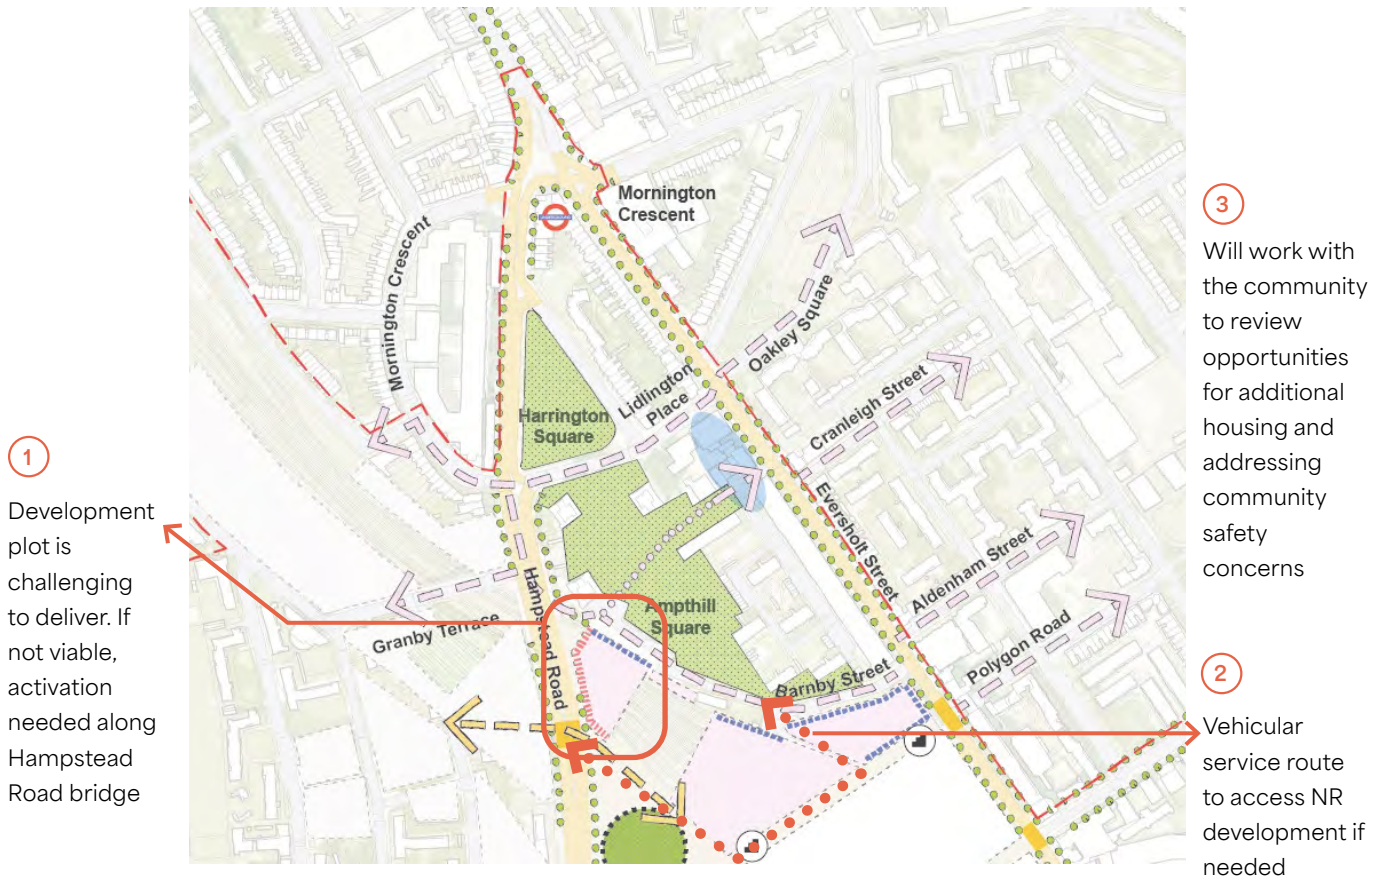 Mornington
Crescent
Mornington Crescent
Oakley Square
Lidlington
Place
Harrington
Square
Cranleigh Street
Eversholt Street
Aldenham Street
Hampstead Road
Granby Terrace
Ampthill
Square
Polygon Road
Barnby Street
1
Development
plot is
challenging
to deliver. If
not viable,
activation
needed along
Hampstead
Road bridge
3
Will work with
the community
to review
opportunities
for additional
housing and
addressing
community
safety
concerns
2
Vehicular
service route
to access NR
development if
needed